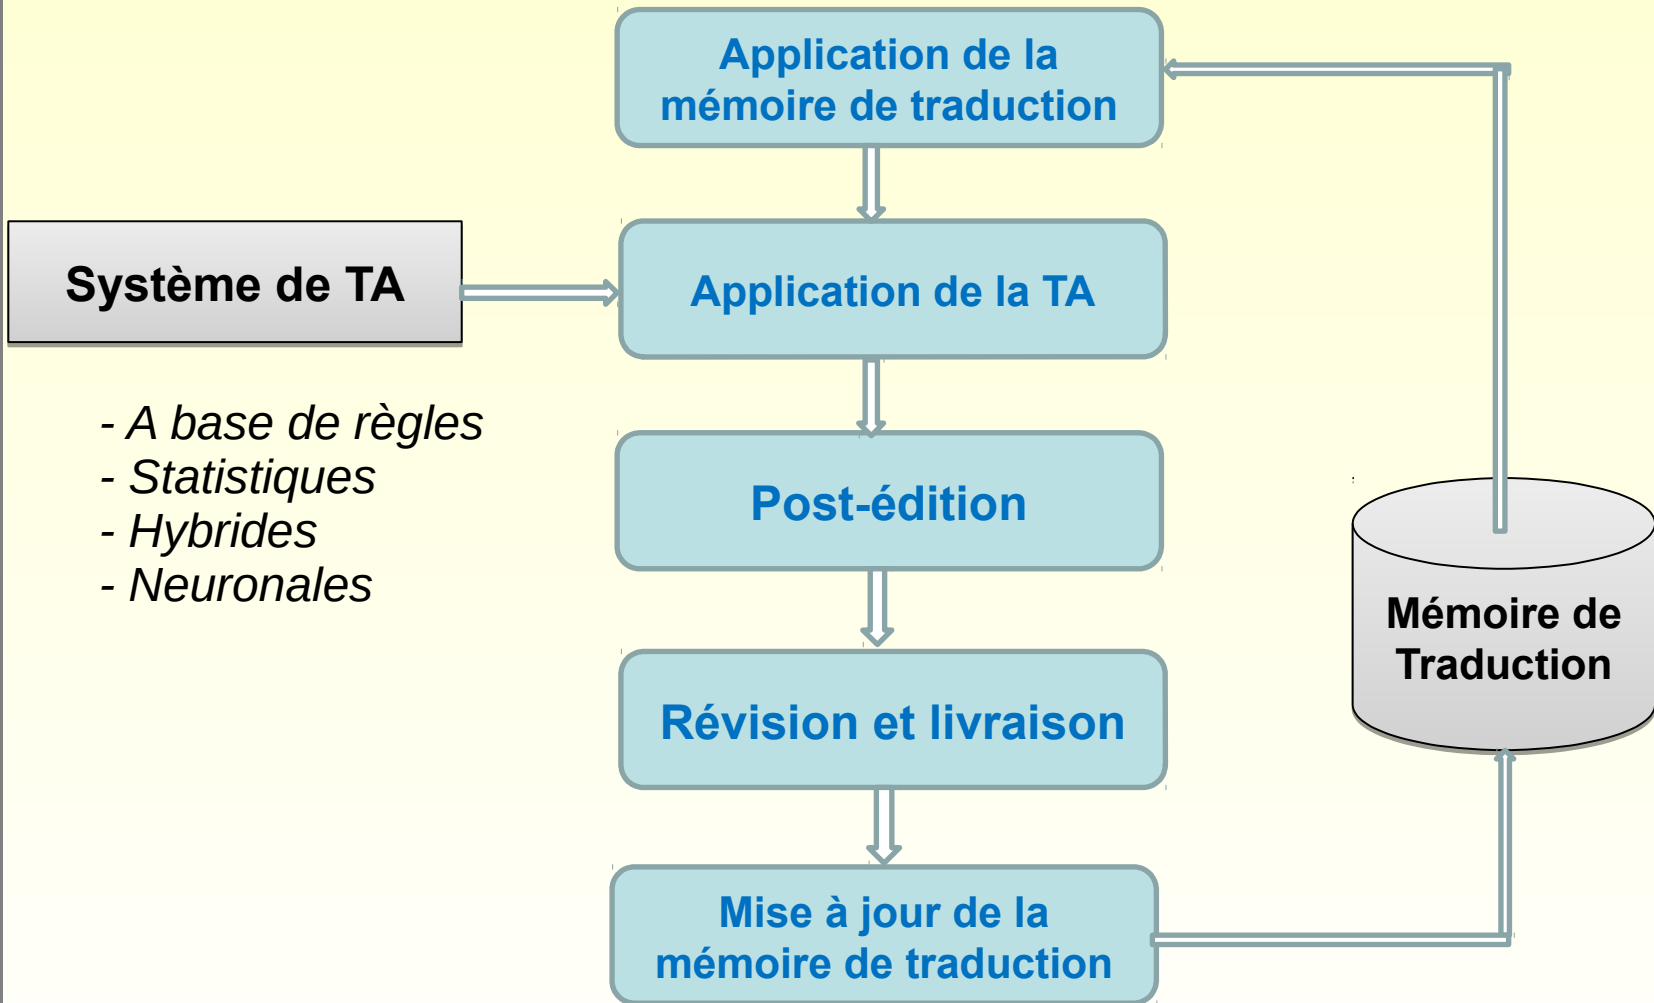 Application de la
mémoire de traduction
Système de TA
Application de la TA
- A base de règles
- Statistiques
- Hybrides
- Neuronales
Post-édition
Mémoire de
Traduction
Révision et livraison
Mise à jour de la
mémoire de traduction